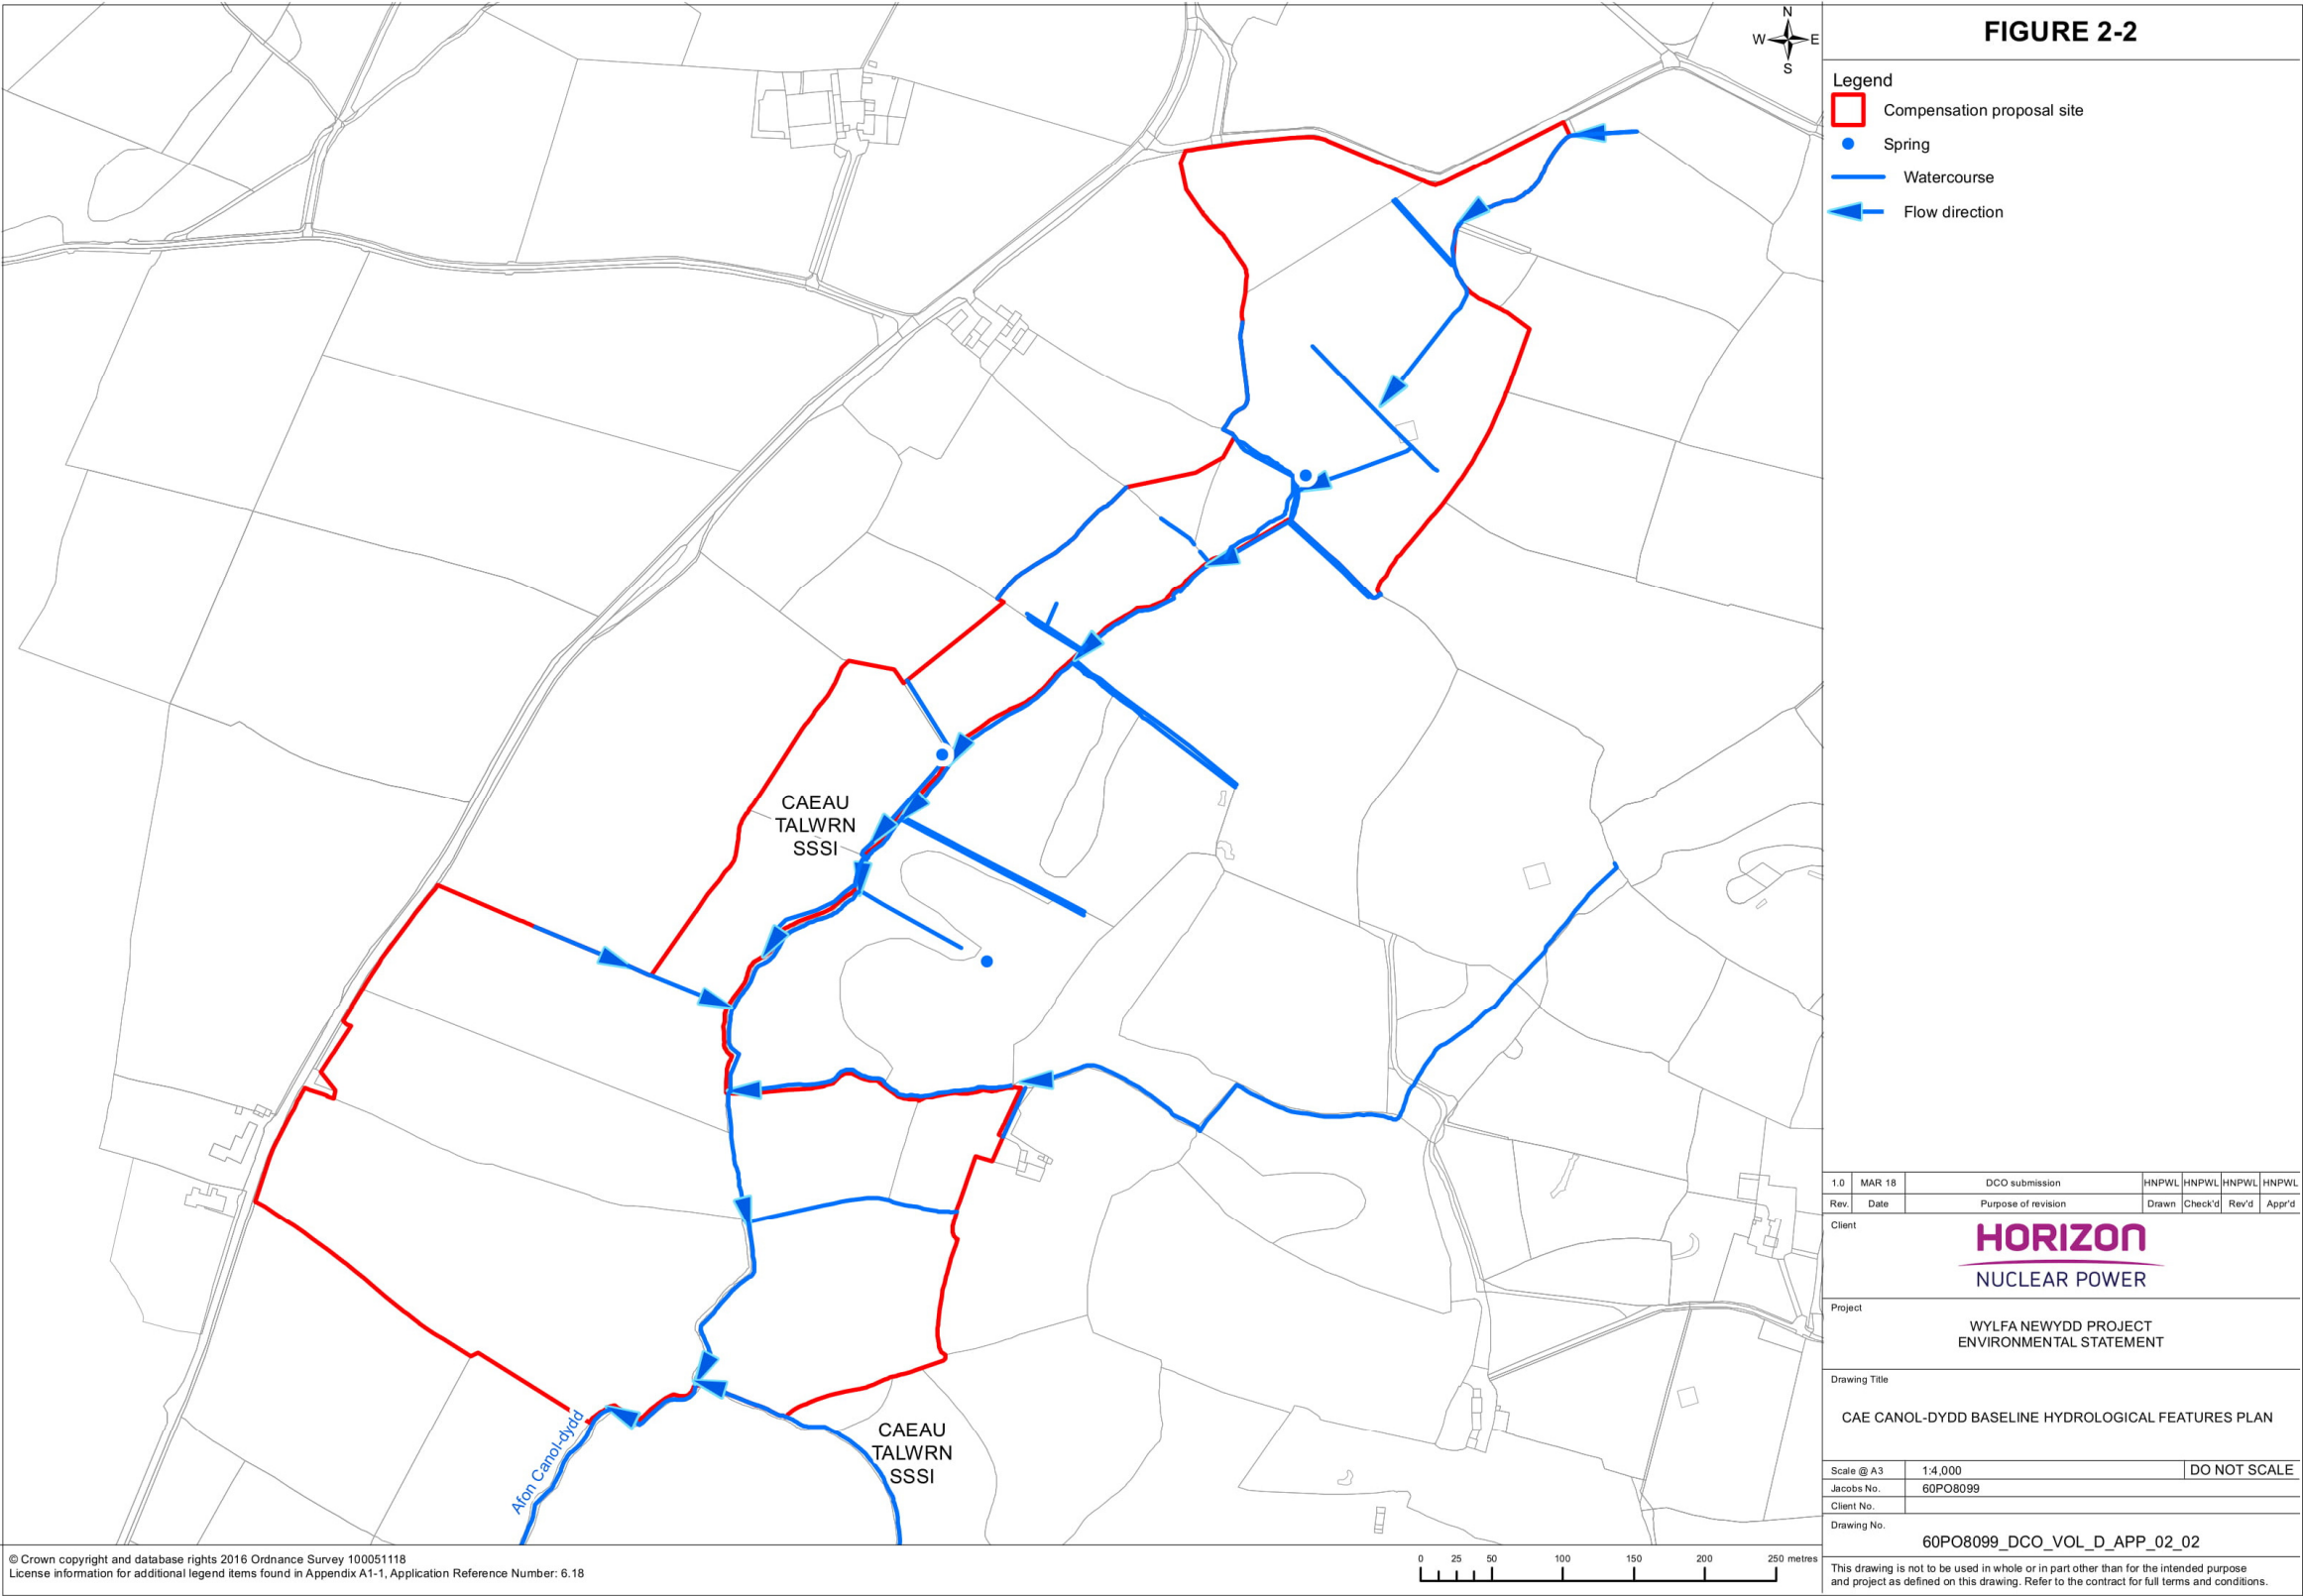 N
W E
S
FIGURE 2-2
Legend
Compensation proposal site
Spring
Watercourse
Flow direction
CAEAU
TALWRN
SSSI
CAEAU
TALWRN
SSSI
Afon Canol-dydd
1.0 MAR 18 DCO submission HNPWL HNPWL HNPWL HNPWL
Rev. Date Purpose of revision Drawn Check'd Rev'd Appr'd
Client
HORIZON
NUCLEAR POWER
Project
WYLFA NEWYDD PROJECT
ENVIRONMENTAL STATEMENT
Drawing Title
CAE CANOL-DYDD BASELINE HYDROLOGICAL FEATURES PLAN
Scale @ A3 1:4,000 DO NOT SCALE
Jacobs No. 60PO8099
Client No.
Drawing No.
60PO8099_DCO_VOL_D_APP_02_02
This drawing is not to be used in whole or in part other than for the intended purpose
and project as defined on this drawing. Refer to the contract for full terms and conditions.
© Crown copyright and database rights 2016 Ordnance Survey 100051118
License information for additional legend items found in Appendix A1-1, Application Reference Number: 6.18
0 25 50 100 150 200 250 metres